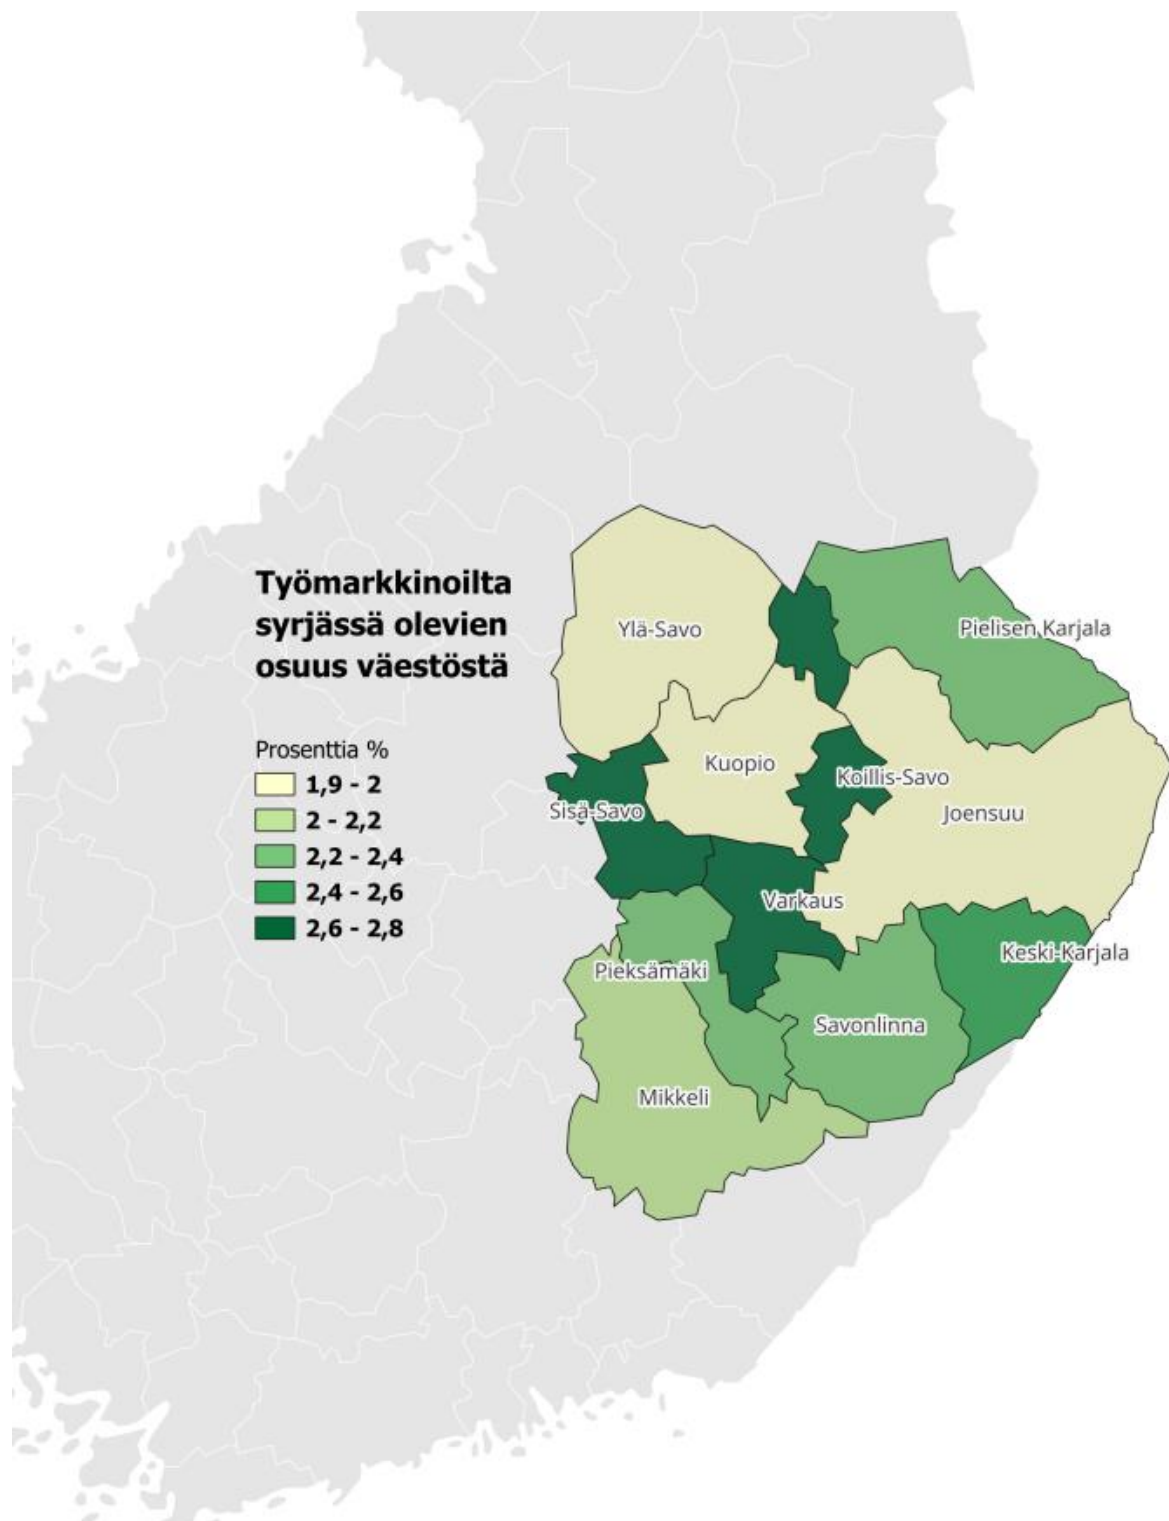 Työmarkkinoilta
syrjässä olevien
osuus väestöstä
Prosenttia %
1,9 - 2
2 - 2,2
2,2 - 2,4
2,4 - 2,6
2,6 - 2,8
Ylä-Savo
Pielisen Karjala
Kuopio
Koillis-Savo
Sisä-Savo
Joensuu
Varkaus
Keski-Karjala
Pieksämäki
Savonlinna
Mikkeli